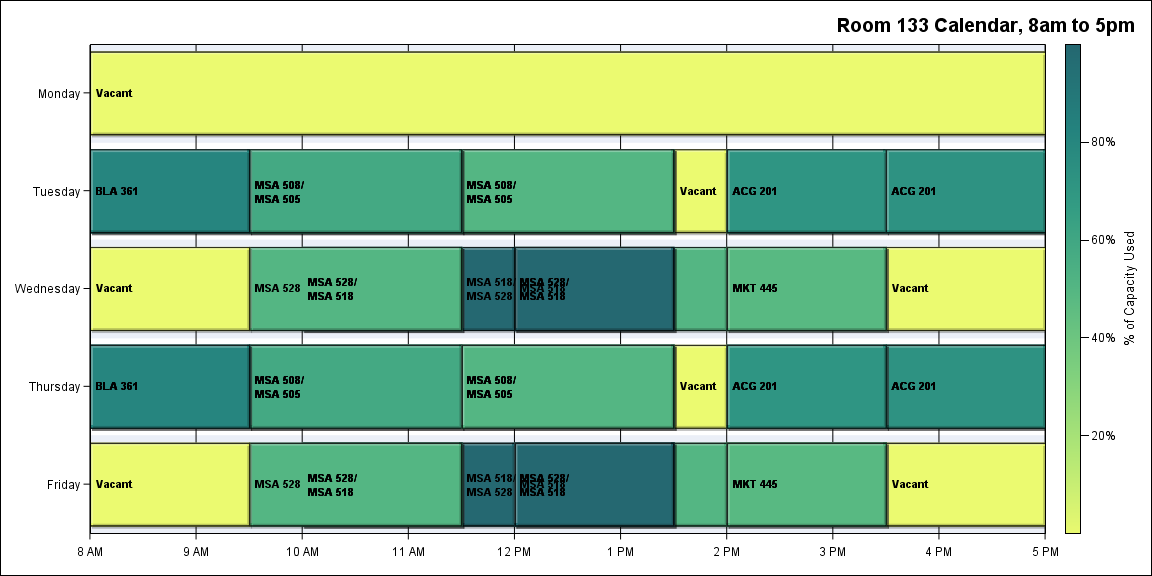 Room 133 Calendar, 8am to 5pm
Monday
Vacant
Tuesday
BLA 361
MSA 508/
MSA 505
MSA 508/
MSA 505
Vacant
ACG 201
ACG 201
Wednesday
Vacant
MSA 528
MSA 528/
MSA 518
MSA 518/
MSA 528
MSA 528/
MSA 518
MSA 518
MKT 445
Vacant
Thursday
BLA 361
MSA 508/
MSA 505
MSA 508/
MSA 505
Vacant
ACG 201
ACG 201
Friday
Vacant
MSA 528
MSA 528/
MSA 518
MSA 518/
MSA 528
MSA 528/
MSA 518
MSA 518
MKT 445
Vacant
8 AM
9 AM
10 AM
11 AM
12 PM
1 PM
2 PM
3 PM
4 PM
5 PM
80%
60%
40%
20%
% of Capacity Used